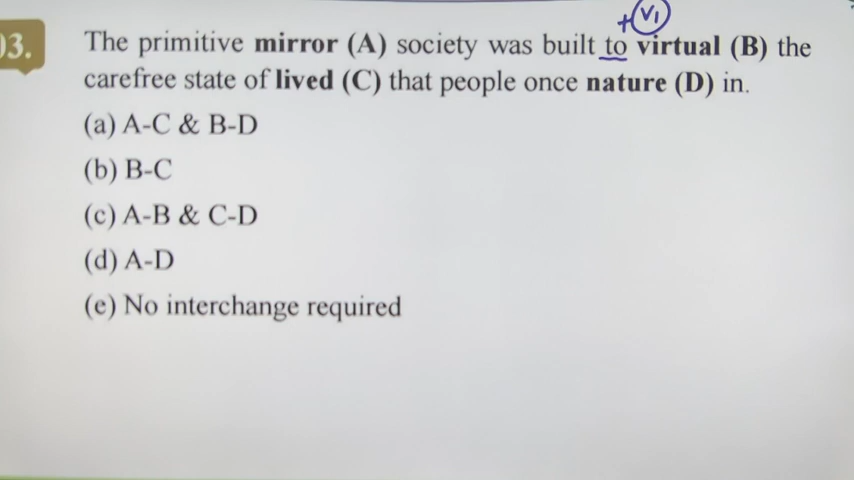 03.
+V1
The primitive mirror (A) society was built to virtual (B) the
carefree state of lived (C) that people once nature (D) in.
(a) A-C & B-D
(b) B-C
(c) A-B & C-D
(d) A-D
(e) No interchange required